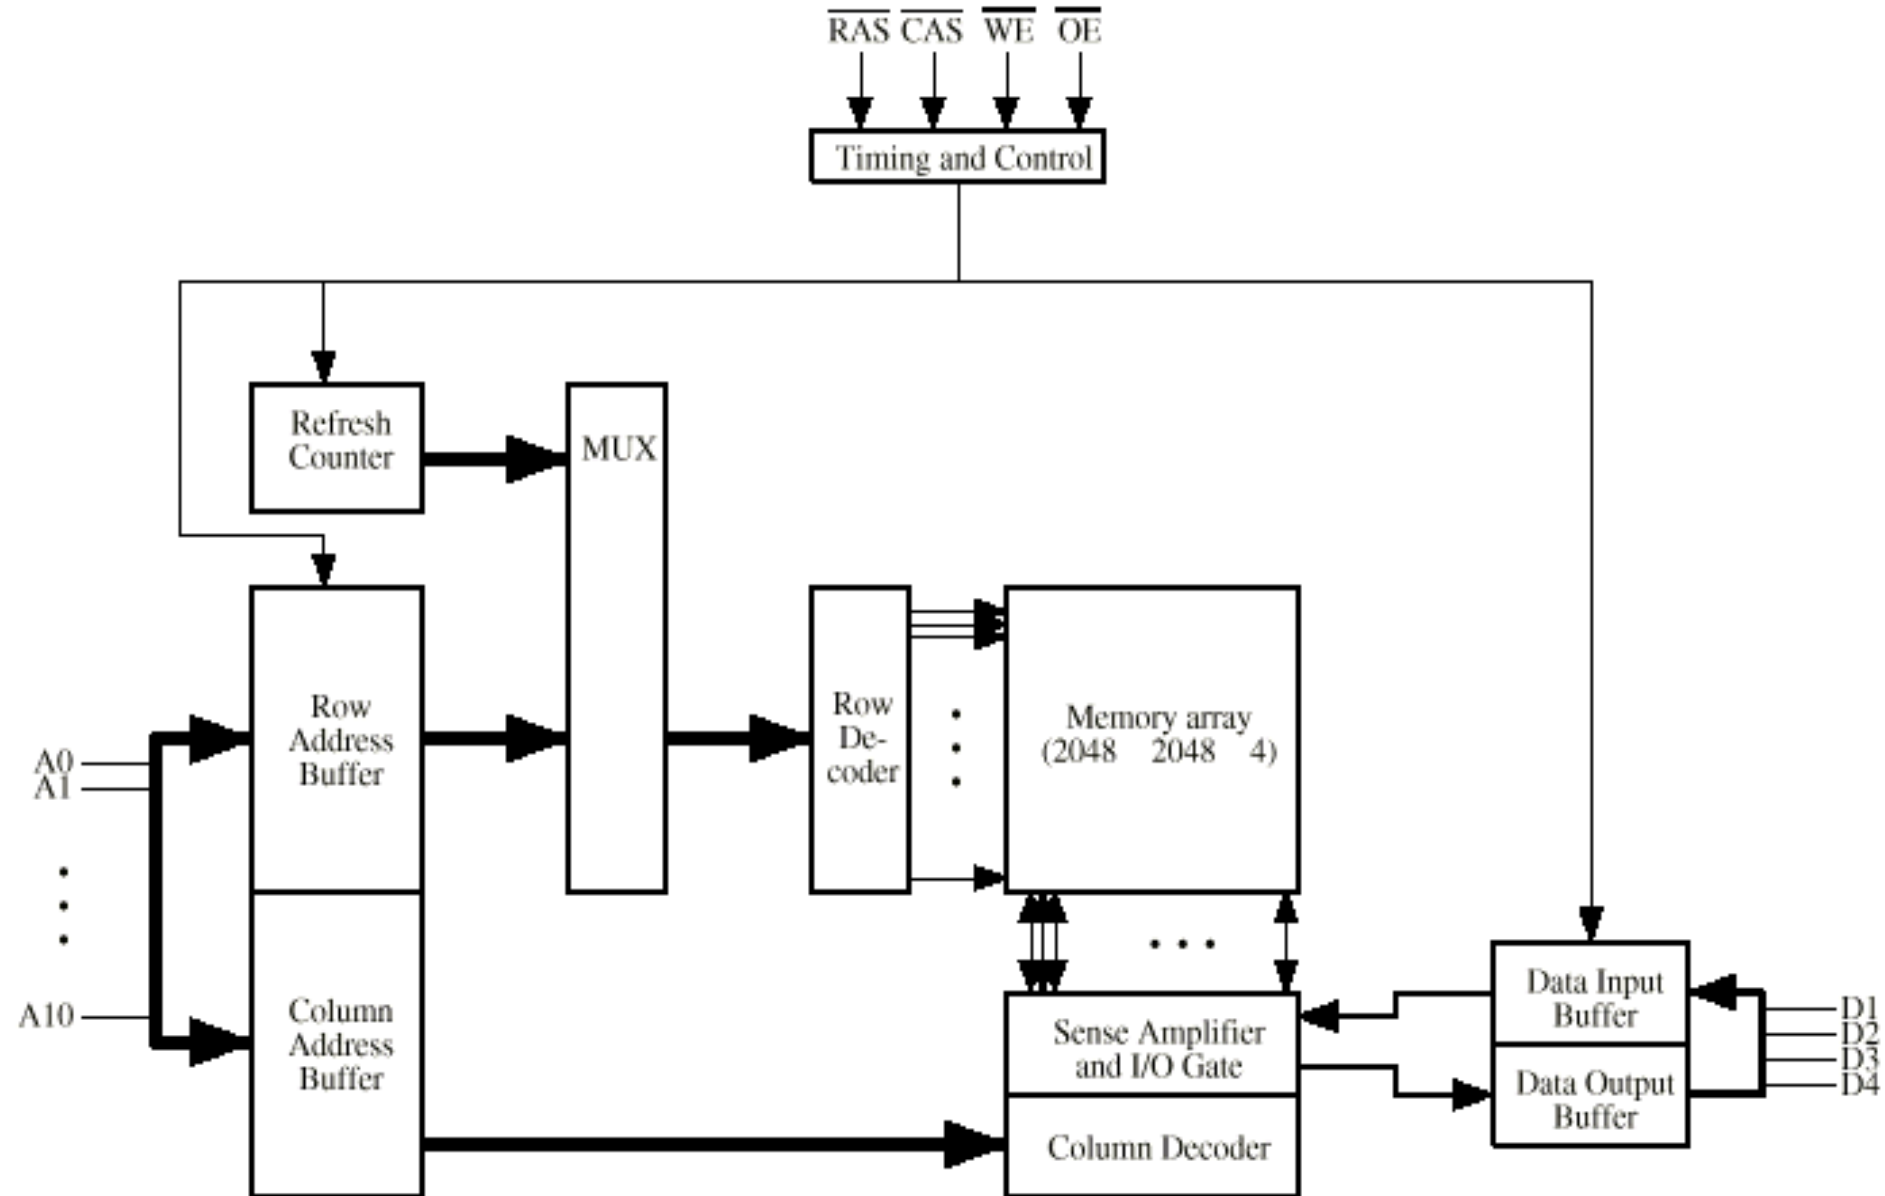 RAS CAS WE OE
Timing and Control
Refresh
Counter
MUX
Row
Address
Buffer
Row
De-
coder
Memory array
(2048 2048 4)
A0
A1
A10
Column
Address
Buffer
Sense Amplifier
and I/O Gate
Column Decoder
Data Input
Buffer
Data Output
Buffer
D1
D2
D3
D4